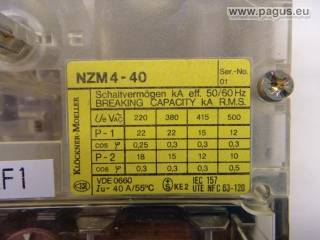 www.pagus.eu
NZM4-40
Ser.-No.
01
Schaltvermögen kA eff. 50/60 Hz
BREAKING CAPACITY kA R.M.S.
Ue VAC 220 380 415 500
P-1 22 22 15 12
cos φ 0,25 0,3 0,3 0,3
P-2 18 15 12 10
cos φ 0,3 0,3 0,3 0,5
VDE 0660
Iu= 40 A/55°C
KE2
IEC 157
UTE NFC 63-120
KLÖCKNER-MOELLER
F1